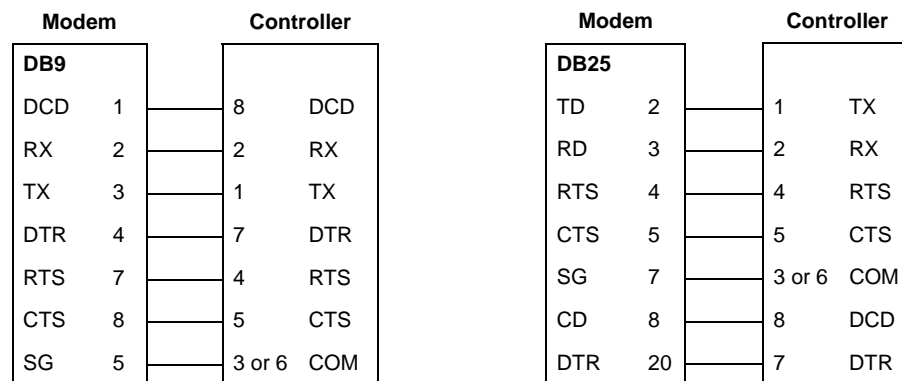 Modem Controller
DB9
DCD 1 8 DCD
RX 2 2 RX
TX 3 1 TX
DTR 4 7 DTR
RTS 7 4 RTS
CTS 8 5 CTS
SG 5 3 or 6 COM
Modem Controller
DB25
TD 2 1 TX
RD 3 2 RX
RTS 4 4 RTS
CTS 5 5 CTS
SG 7 3 or 6 COM
CD 8 8 DCD
DTR 20 7 DTR